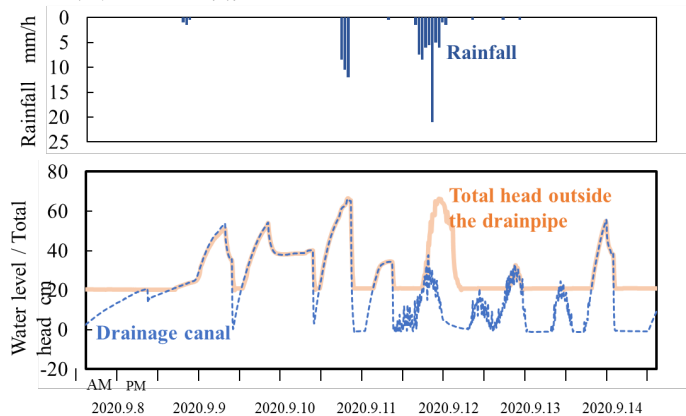 Rainfall mm/h
0
5
10
15
20
25
Rainfall
Water level / Total
head cm
80
60
40
20
0
-20
Total head outside
the drainpipe
Drainage canal
AM PM
2020.9.8 2020.9.9 2020.9.10 2020.9.11 2020.9.12 2020.9.13 2020.9.14